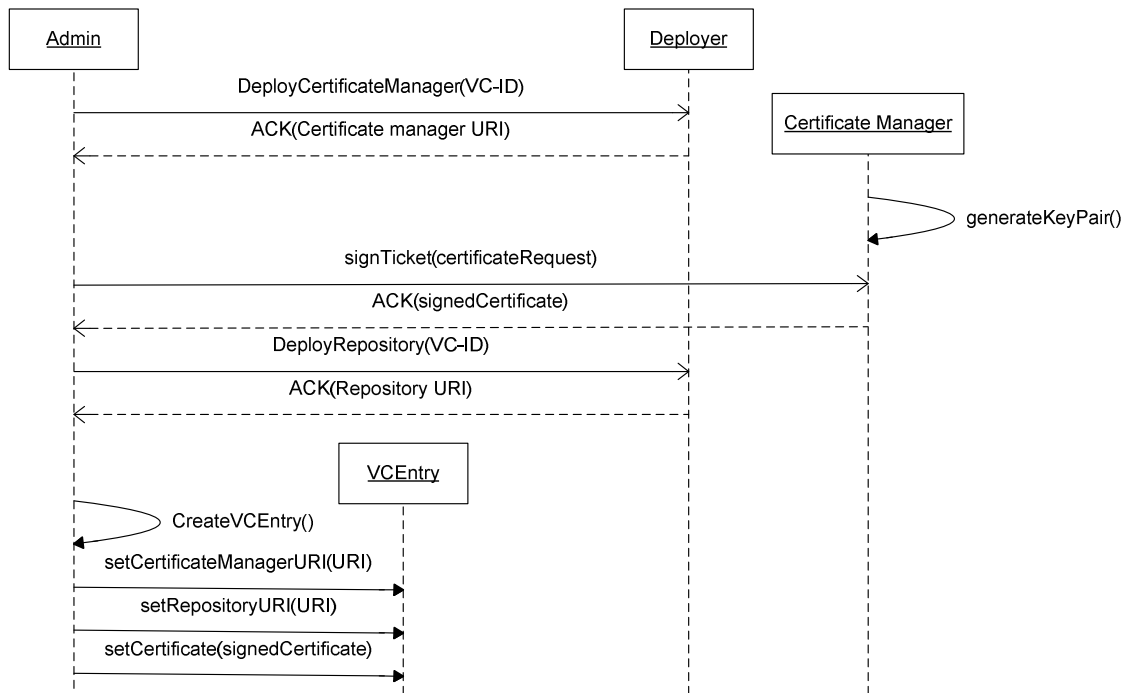 Admin
Deployer
DeployCertificateManager(VC-ID)
Certificate Manager
ACK(Certificate manager URI)
generateKeyPair()
signTicket(certificateRequest)
ACK(signedCertificate)
DeployRepository(VC-ID)
ACK(Repository URI)
VCEntry
CreateVCEntry()
setCertificateManagerURI(URI)
setRepositoryURI(URI)
setCertificate(signedCertificate)